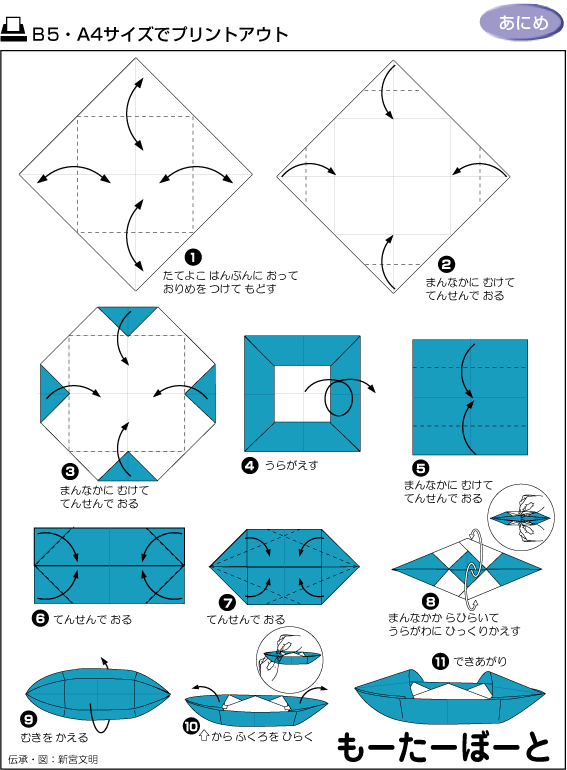 B5・A4サイズでプリントアウト
あにめ
1
たてよこ はんぶんに おって
おりめを つけて もどす
2
まんなかに むけて
てんせんで おる
3
まんなかに むけて
てんせんで おる
4 うらがえす
5
まんなかに むけて
てんせんで おる
6 てんせんで おる
7
てんせんで おる
8
まんなかか らひらいて
うらがわに ひっくりかえす
9
むきを かえる
10 ⇧から ふくろを ひらく
11 できあがり
もーたーぼーと
伝承・図:新宮文明